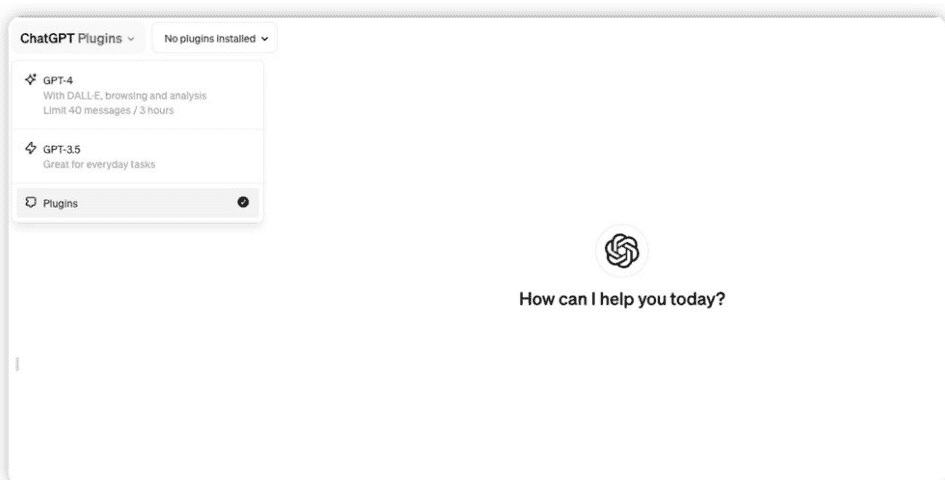 ChatGPT Plugins
No plugins installed
GPT-4
With DALL·E, browsing and analysis
Limit 40 messages / 3 hours
GPT-3.5
Great for everyday tasks
Plugins
How can I help you today?